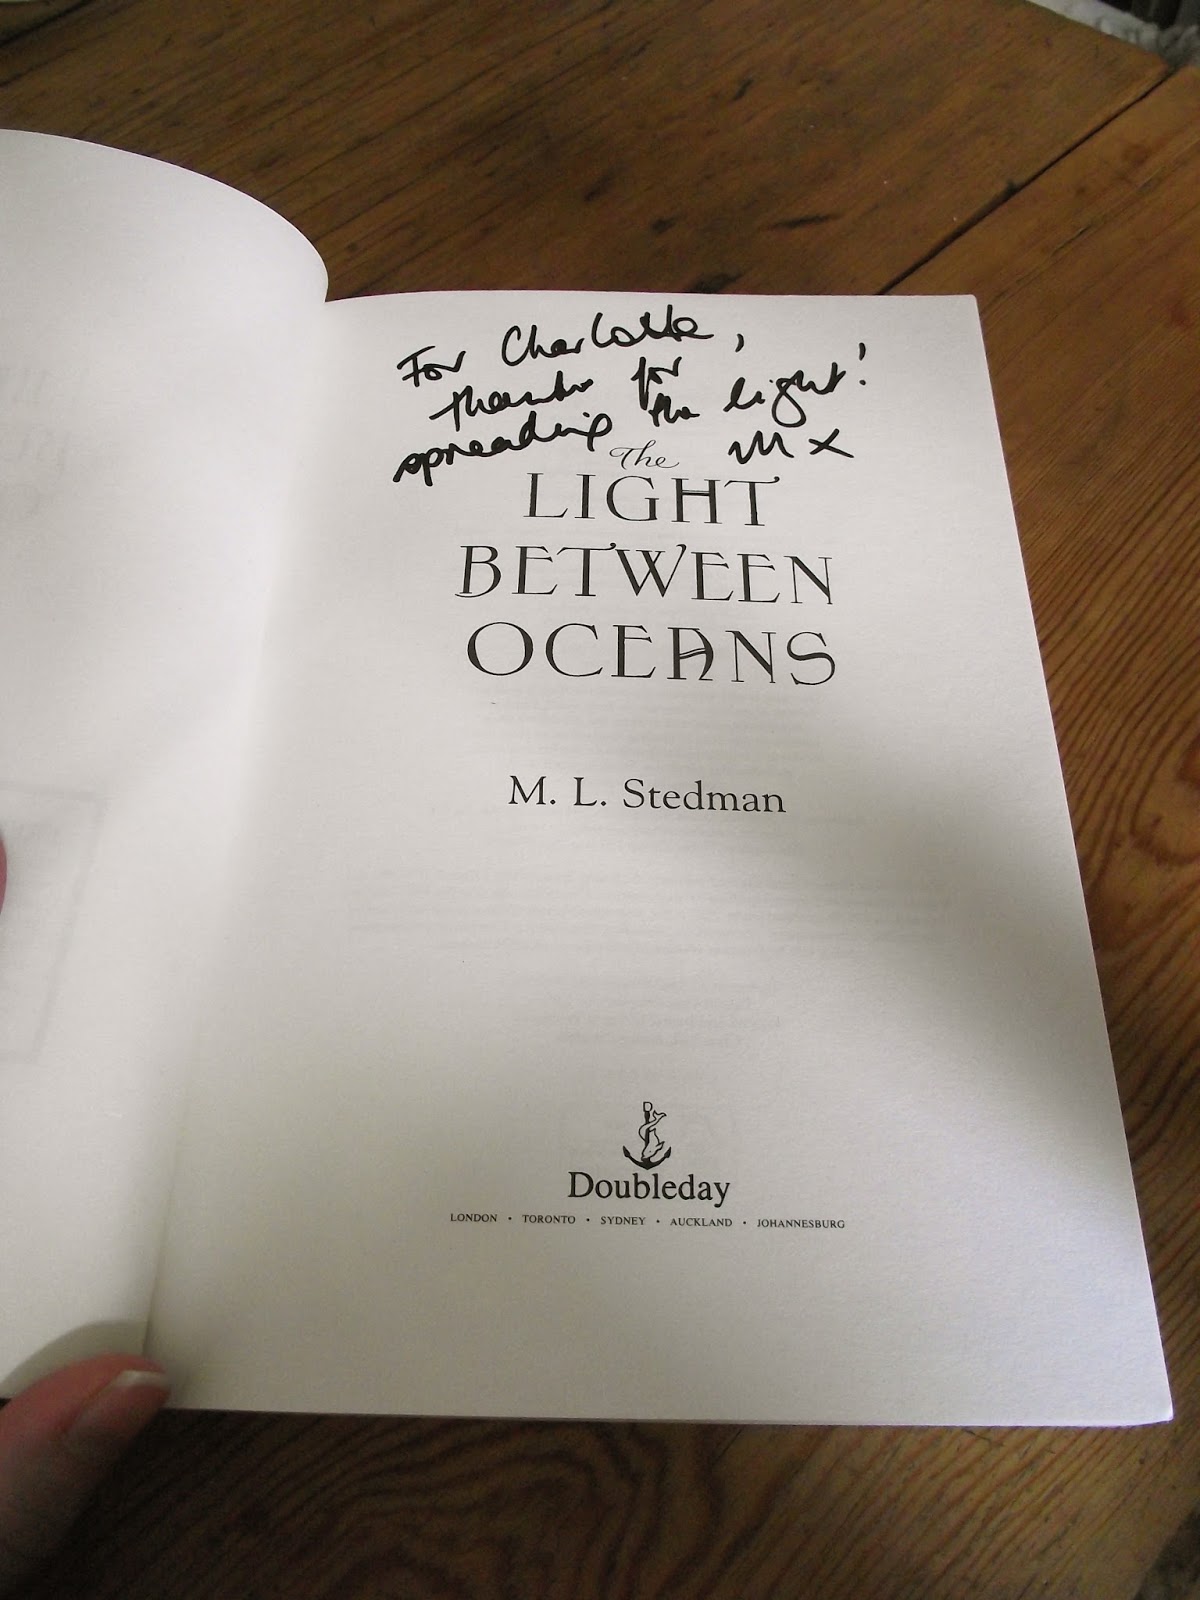 For Charlotte,
thanks for
spreading the light!
M x
The
LIGHT
BETWEEN
OCEANS
M. L. Stedman
Doubleday
LONDON • TORONTO • SYDNEY • AUCKLAND • JOHANNESBURG